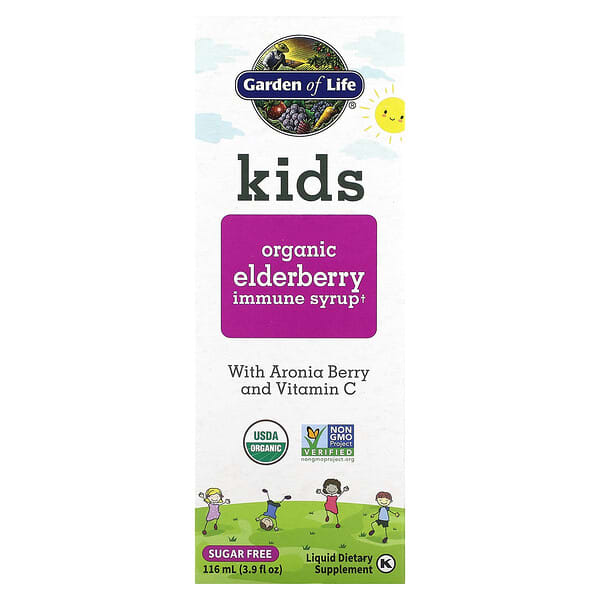 Garden of Life®
kids
organic
elderberry
immune syrup†
With Aronia Berry
and Vitamin C
USDA
ORGANIC
NON
GMO
Project
VERIFIED
nongmoproject.org
SUGAR FREE
116 mL (3.9 fl oz)
Liquid Dietary
Supplement
K